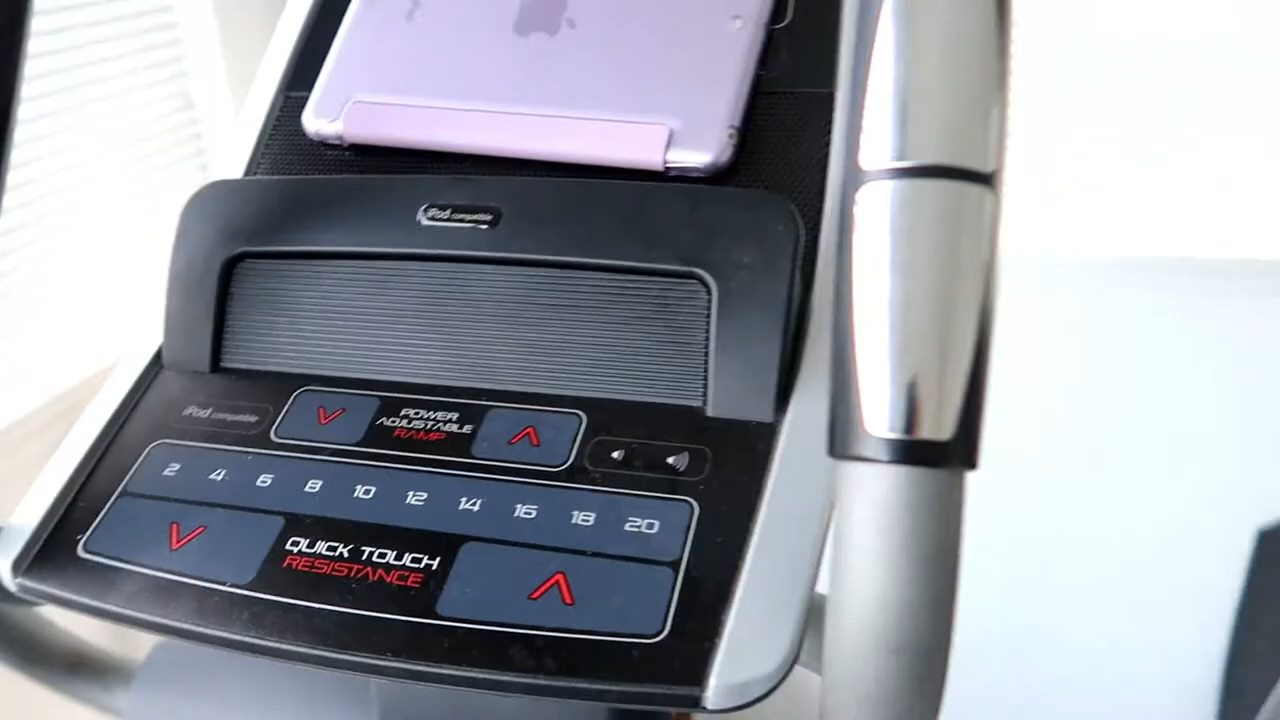 iPod compatible
iPod compatible
POWER
ADJUSTABLE
RAMP
2 4 6 8 10 12 14 16 18 20
QUICK TOUCH
RESISTANCE